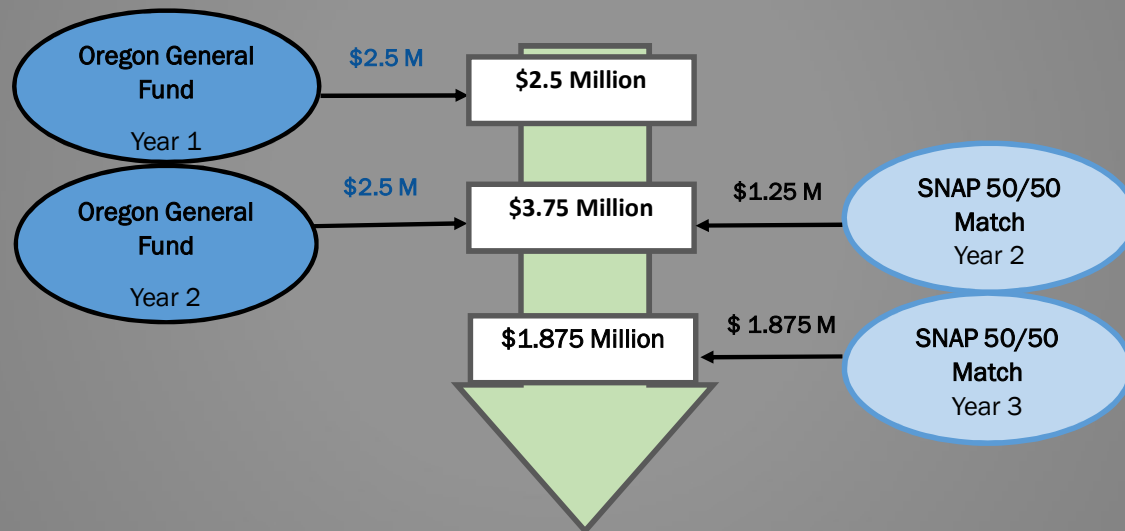 Oregon General
Fund
Year 1
$2.5 M
$2.5 Million
Oregon General
Fund
Year 2
$2.5 M
$3.75 Million
$1.25 M
SNAP 50/50
Match
Year 2
$1.875 Million
$ 1.875 M
SNAP 50/50
Match
Year 3